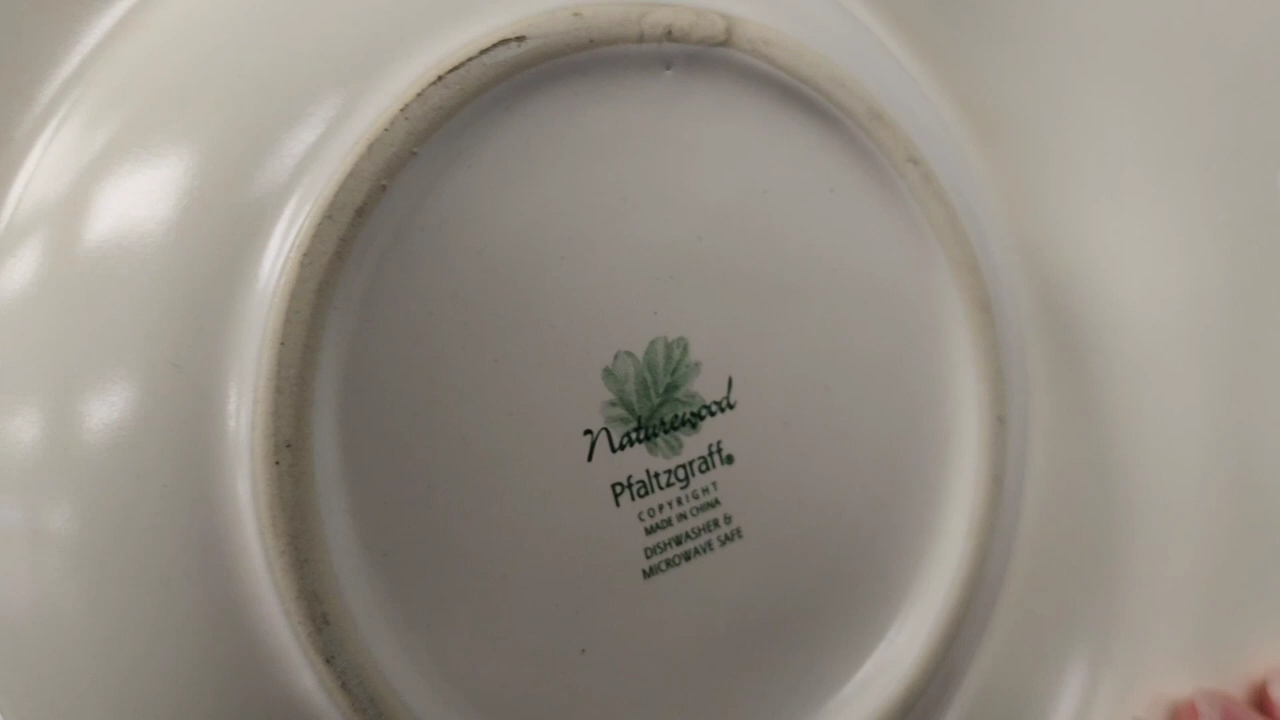 Naturewood
Pfaltzgraff®
COPYRIGHT
MADE IN CHINA
DISHWASHER &
MICROWAVE SAFE